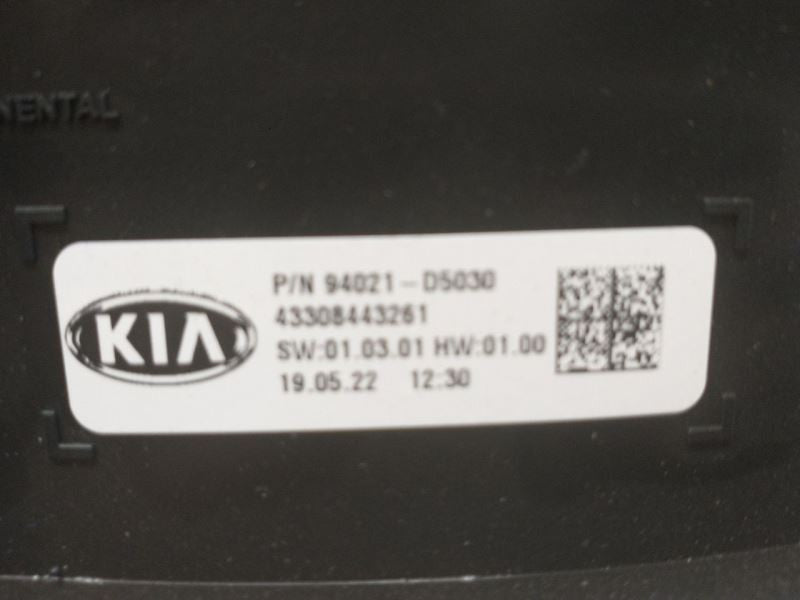 NENTAL
KIA
P/N 94021-D5030
43308443261
SW:01.03.01 HW:01.00
19.05.22 12:30